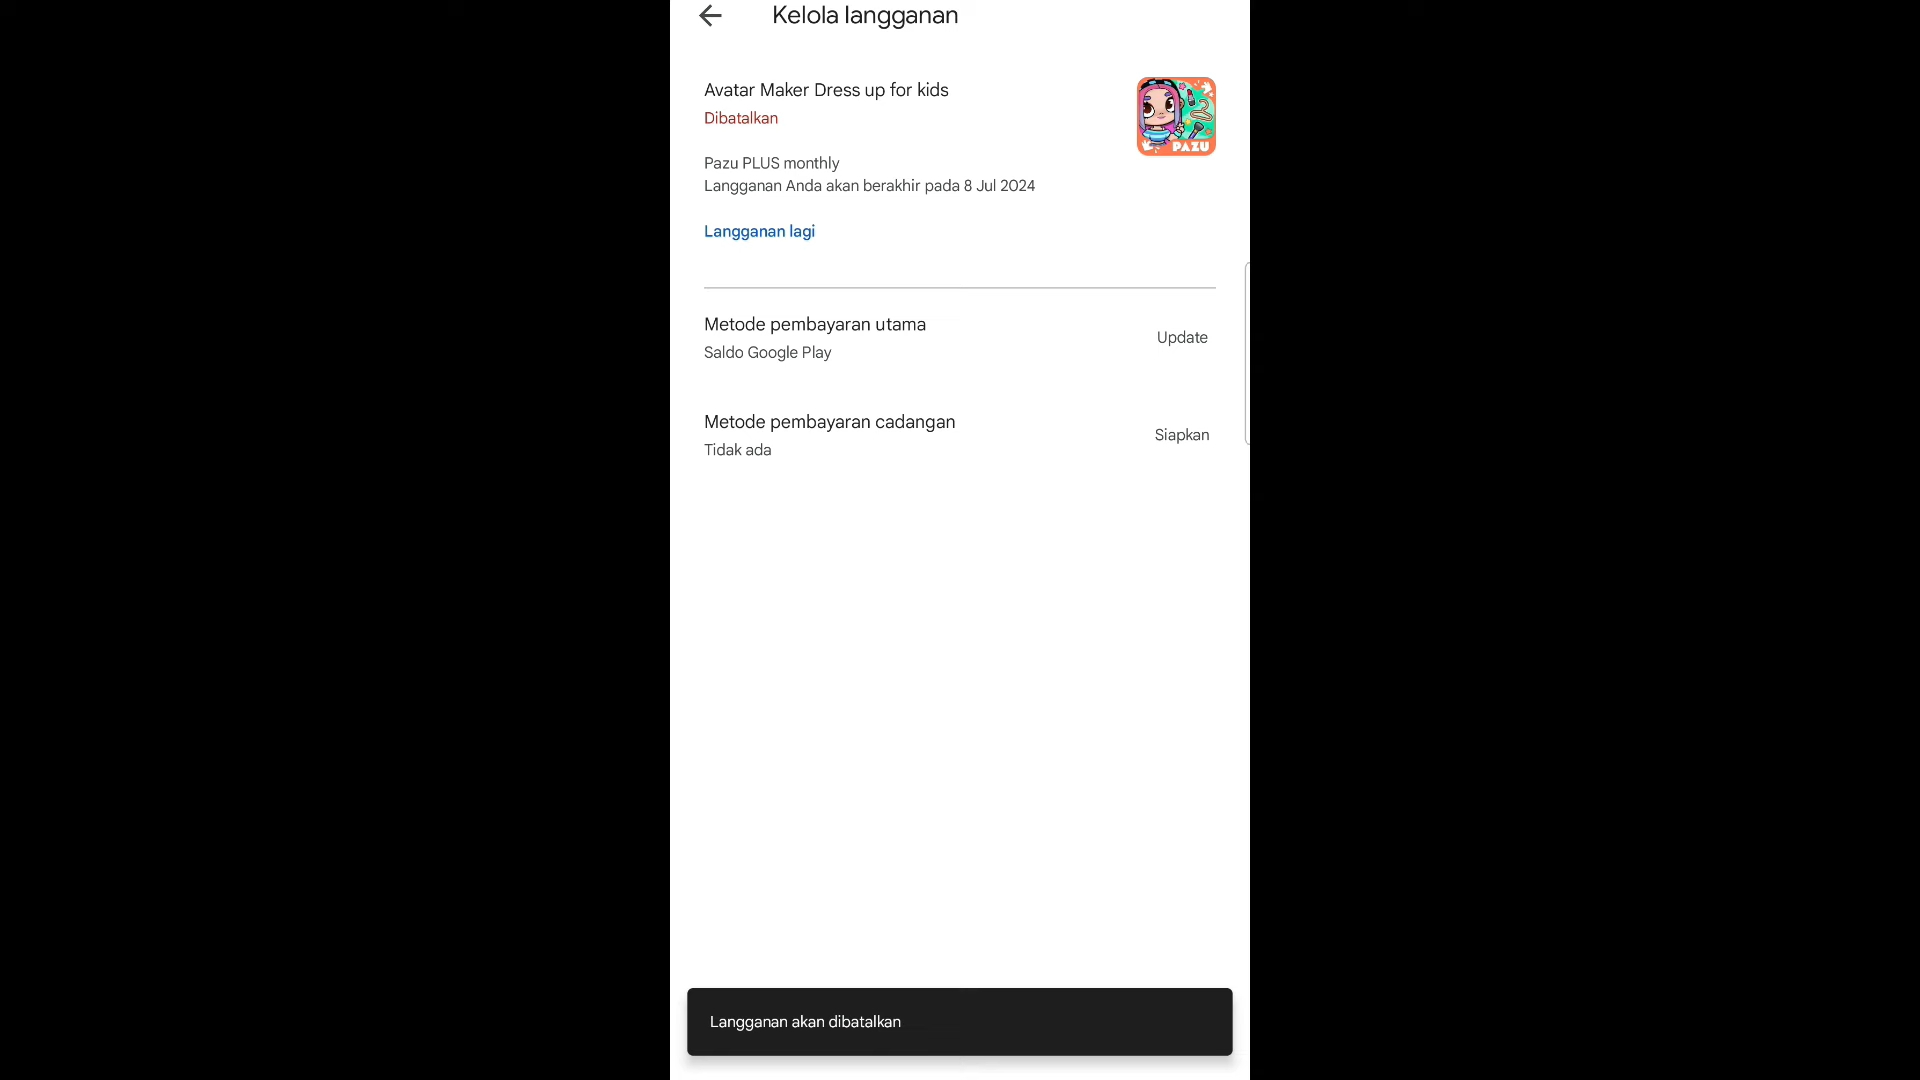 Kelola langganan
Avatar Maker Dress up for kids
Dibatalkan
PAZU
Pazu PLUS monthly
Langganan Anda akan berakhir pada 8 Jul 2024
Langganan lagi
Metode pembayaran utama
Saldo Google Play
Update
Metode pembayaran cadangan
Tidak ada
Siapkan
Langganan akan dibatalkan